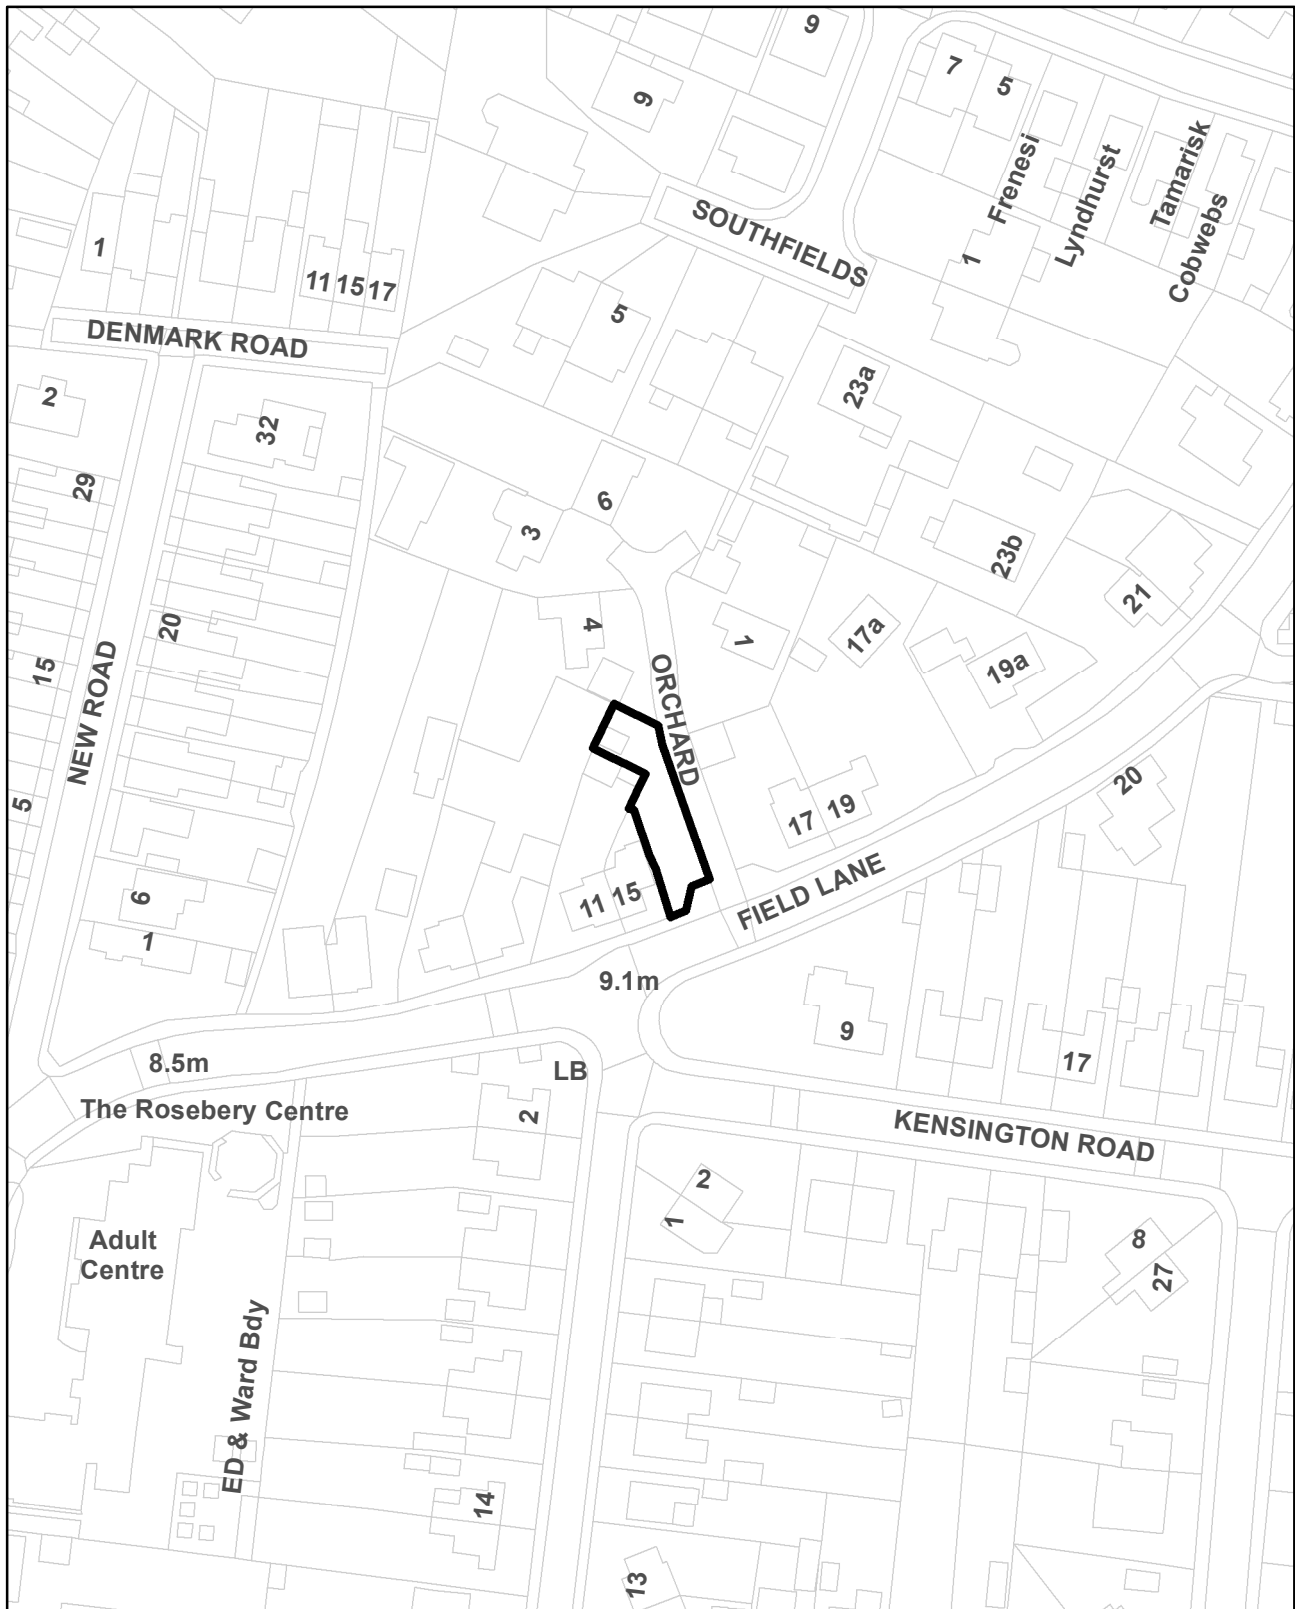 9
9
7
5
Frenesi
Lyndhurst
Tamarisk
Cobwebs
SOUTHFIELDS
1
1
11
15
17
5
DENMARK ROAD
2
32
23a
29
6
3
23b
21
20
4
1
17a
19a
15
NEW ROAD
ORCHARD
5
17
19
20
6
1
11
15
FIELD LANE
9.1m
9
17
8.5m
LB
The Rosebery Centre
2
KENSINGTON ROAD
2
1
Adult
Centre
8
27
ED & Ward Bdy
14
13